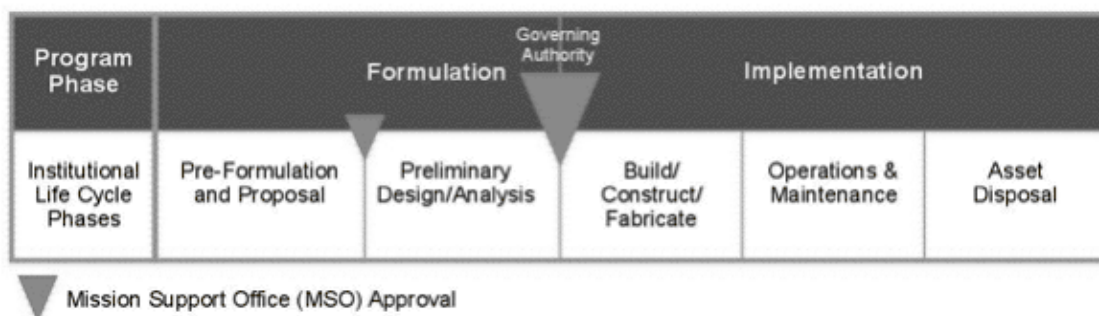 Program
Phase
Formulation
Governing
Authority
Implementation
Institutional
Life Cycle
Phases
Pre-Formulation
and Proposal
Preliminary
Design/Analysis
Build/
Construct/
Fabricate
Operations &
Maintenance
Asset
Disposal
Mission Support Office (MSO) Approval